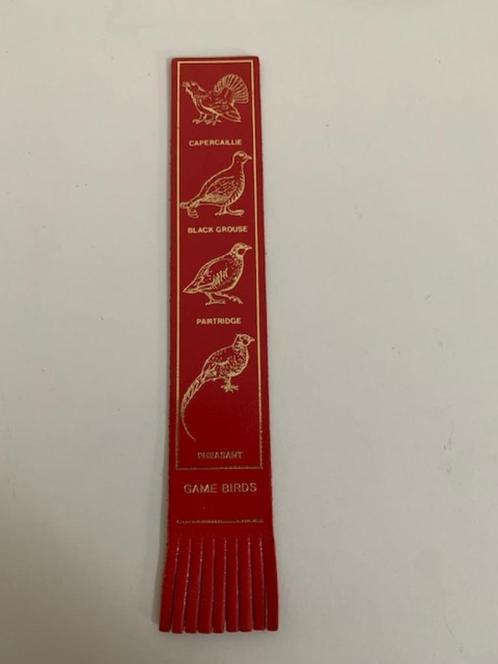 CAPERCAILLIE
BLACK GROUSE
PARTRIDGE
PHEASANT
GAME BIRDS